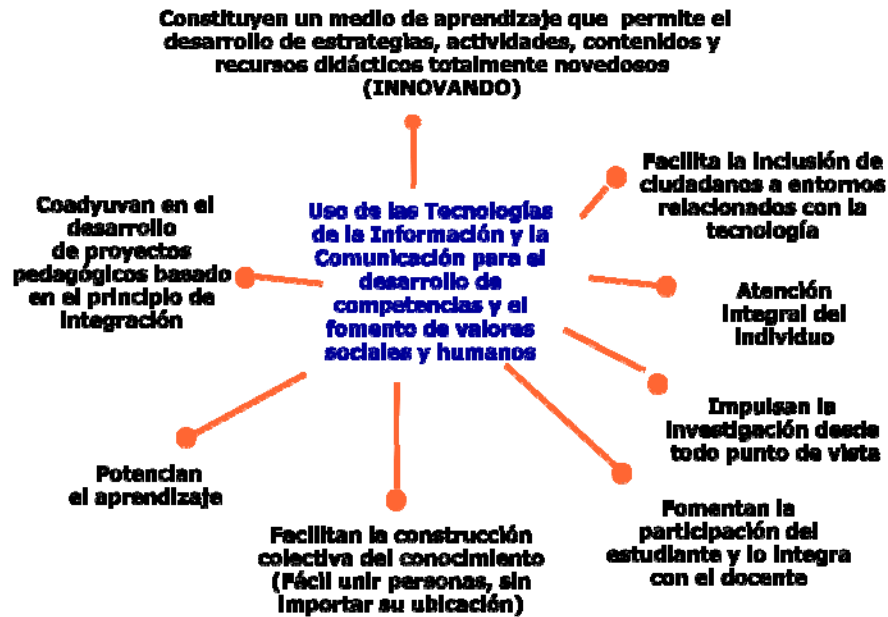 Constituyen un medio de aprendizaje que permite el
desarrollo de estrategias, actividades, contenidos y
recursos didácticos totalmente novedosos
(INNOVANDO)
Facilita la inclusión de
ciudadanos a entornos
relacionados con la
tecnología
Coadyuvan en el
desarrollo
de proyectos
pedagógicos basado
en el principio de
integración
Uso de las Tecnologías
de la Información y la
Comunicación para el
desarrollo de
competencias y el
fomento de valores
sociales y humanos
Atención
integral del
individuo
Impulsan la
investigación desde
todo punto de vista
Potencian
el aprendizaje
Facilitan la construcción
colectiva del conocimiento
(Fácil unir personas, sin
importar su ubicación)
Fomentan la
participación del
estudiante y lo integra
con el docente